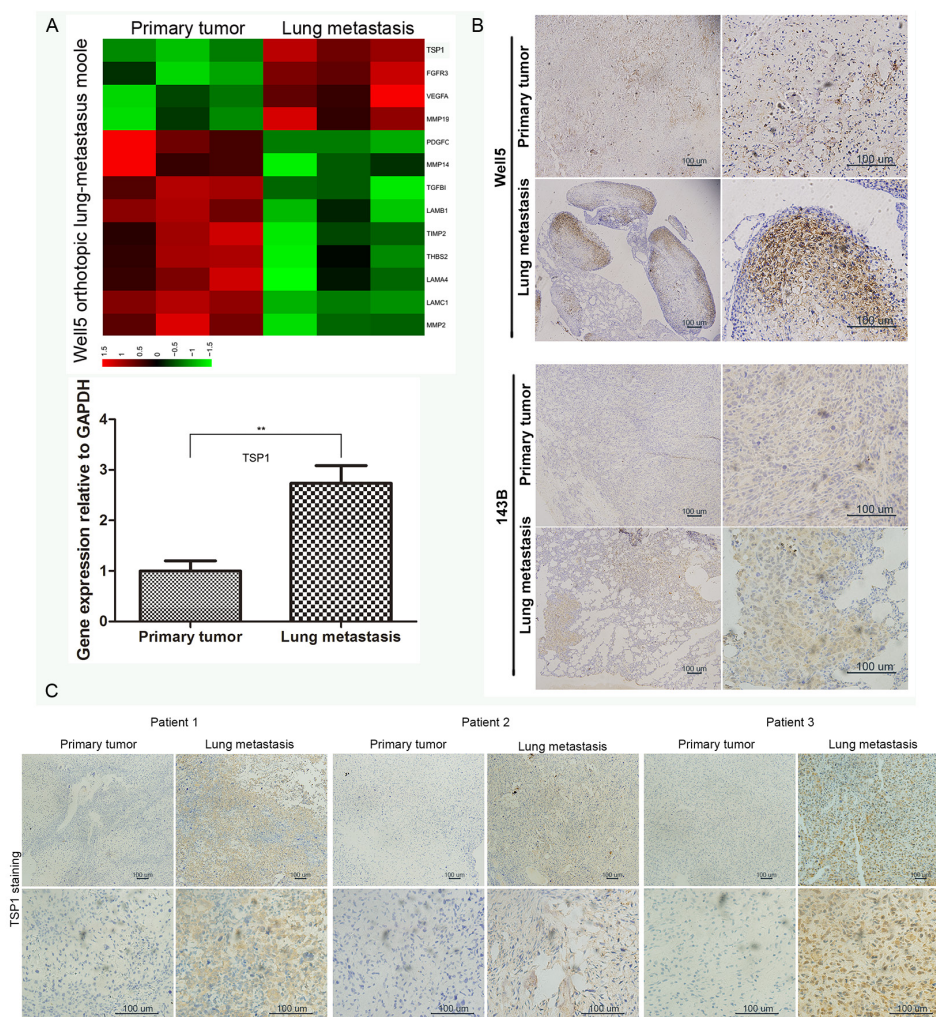 A
Primary tumor
Lung metastasis
Well5 orthotopic lung-metastasus moole
TSP1
FGFR3
VEGFA
MMP19
PDGFC
MMP14
TGFBI
LAMB1
TIMP2
THBS2
LAMA4
LAMC1
MMP2
1.5
1
0.5
0
−0.5
−1
−1.5
Gene expression relative to GAPDH
4
3
2
1
0
**
TSP1
Primary tumor
Lung metastasis
B
Well5
Primary tumor
100 um
100 um
Lung metastasis
100 um
100 um
143B
Primary tumor
100 um
100 um
Lung metastasis
100 um
100 um
C
Patient 1
Patient 2
Patient 3
Primary tumor
Lung metastasis
Primary tumor
Lung metastasis
Primary tumor
Lung metastasis
TSP1 staining
100 um
100 um
100 um
100 um
100 um
100 um
100 um
100 um
100 um
100 um
100 um
100 um